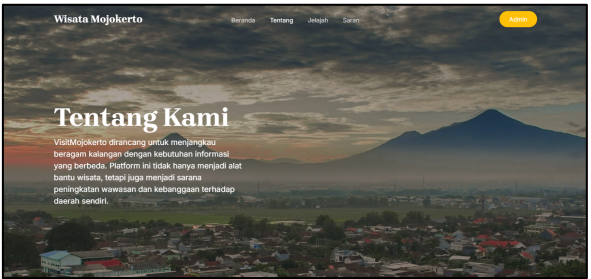 Wisata Mojokerto
Beranda Tentang Jelajah Saran
Admin
Tentang Kami
VisitMojokerto dirancang untuk menjangkau
beragam kalangan dengan kebutuhan informasi
yang berbeda. Platform ini tidak hanya menjadi alat
bantu wisata, tetapi juga menjadi sarana
peningkatan wawasan dan kebanggaan terhadap
daerah sendiri.